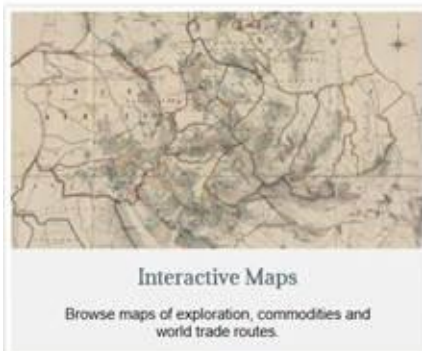 Interactive Maps
Browse maps of exploration, commodities and
world trade routes.